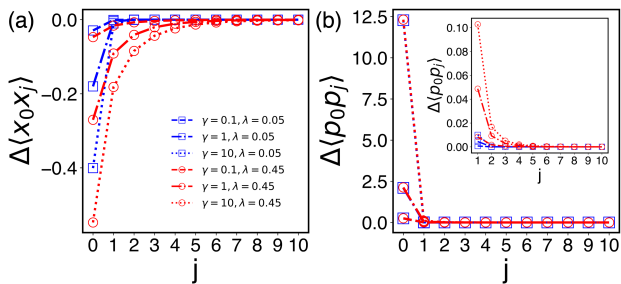 (a)
0.0
−0.2
−0.4
Δ⟨x₀xⱼ⟩
γ = 0.1, λ = 0.05
γ = 1, λ = 0.05
γ = 10, λ = 0.05
γ = 0.1, λ = 0.45
γ = 1, λ = 0.45
γ = 10, λ = 0.45
0 1 2 3 4 5 6 7 8 9 10
j
(b)
12.5
10.0
7.5
5.0
2.5
0.0
Δ⟨p₀pⱼ⟩
0 1 2 3 4 5 6 7 8 9 10
j
0.10
0.08
0.06
0.04
0.02
0.00
Δ⟨p₀pⱼ⟩
1 2 3 4 5 6 7 8 10
j